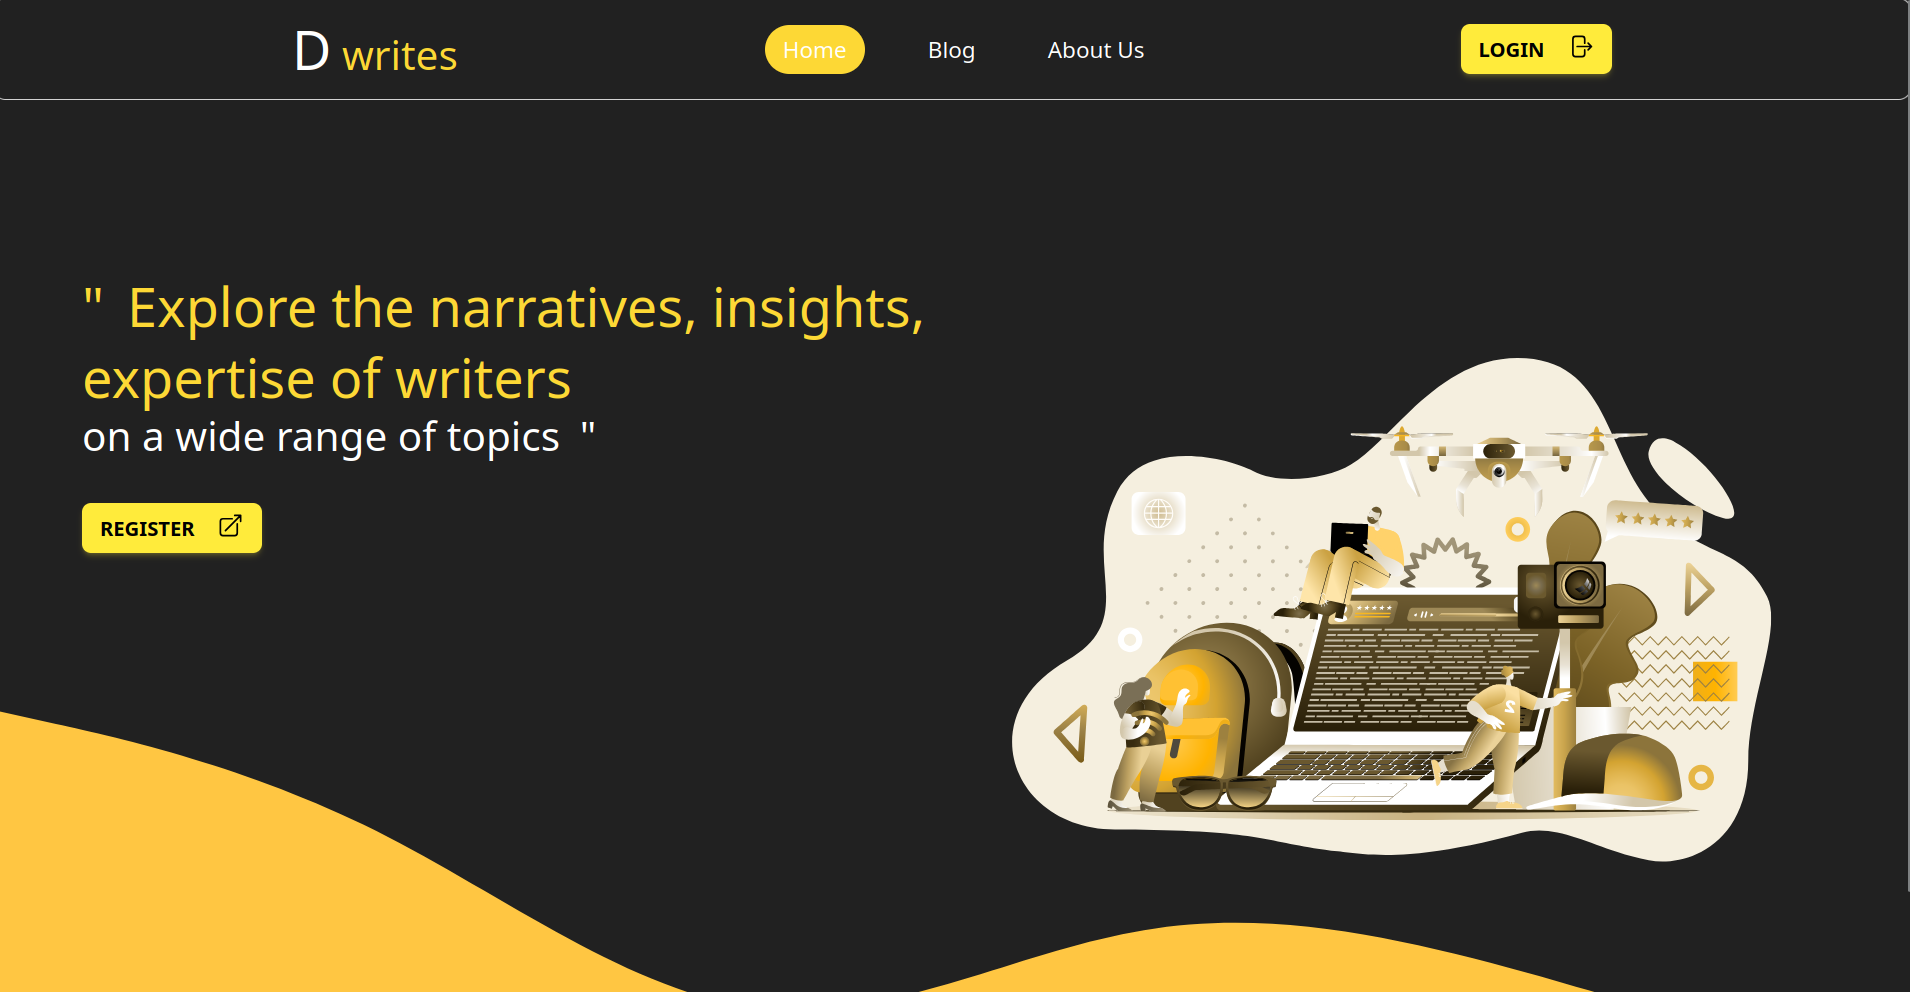 D writes
Home
Blog
About Us
LOGIN
" Explore the narratives, insights,
expertise of writers
on a wide range of topics "
REGISTER